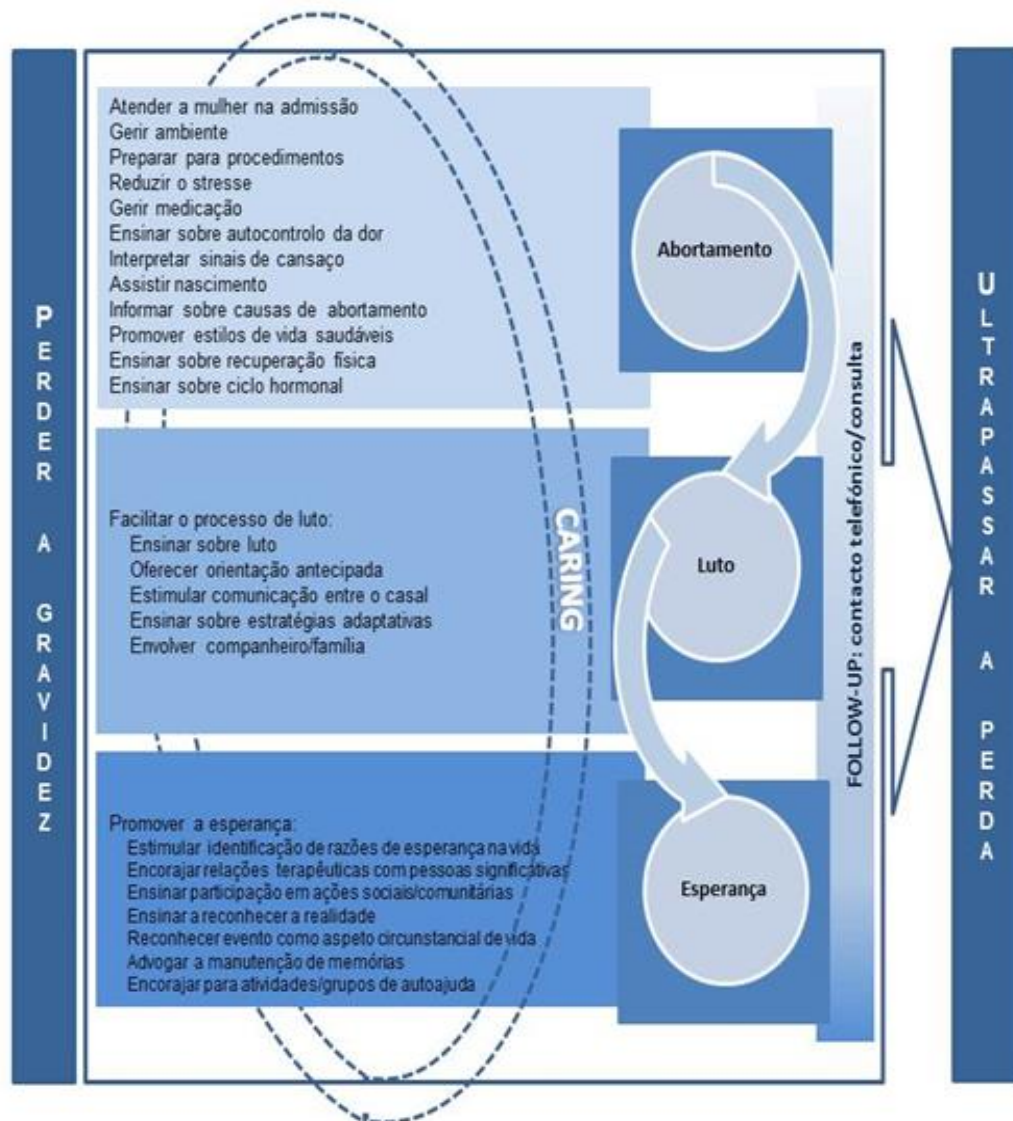 PERDER A GRAVIDEZ
Atender a mulher na admissão
Gerir ambiente
Preparar para procedimentos
Reduzir o stresse
Gerir medicação
Ensinar sobre autocontrolo da dor
Interpretar sinais de cansaço
Assistir nascimento
Informar sobre causas de abortamento
Promover estilos de vida saudáveis
Ensinar sobre recuperação física
Ensinar sobre ciclo hormonal
Abortamento
Facilitar o processo de luto:
Ensinar sobre luto
Oferecer orientação antecipada
Estimular comunicação entre o casal
Ensinar sobre estratégias adaptativas
Envolver companheiro/família
CARING
Luto
Promover a esperança:
Estimular identificação de razões de esperança na vida
Encorajar relações terapêuticas com pessoas significativas
Ensinar participação em ações sociais/comunitárias
Ensinar a reconhecer a realidade
Reconhecer evento como aspeto circunstancial de vida
Advogar a manutenção de memórias
Encorajar para atividades/grupos de autoajuda
Esperança
FOLLOW-UP: contacto telefónico/consulta
ULTRAPASSAR A PERDA